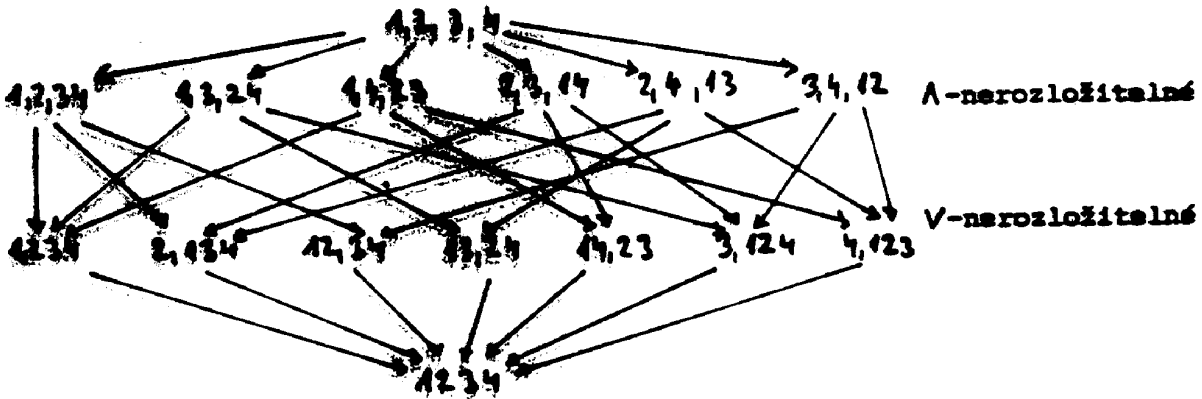 1,2,3,4
1,2,34 1,3,24 1,4,23 2,3,14 2,4,13 3,4,12 Λ-nerozložitelné
1,234 2,134 12,34 13,24 14,23 3,124 4,123 V-nerozložitelné
1234